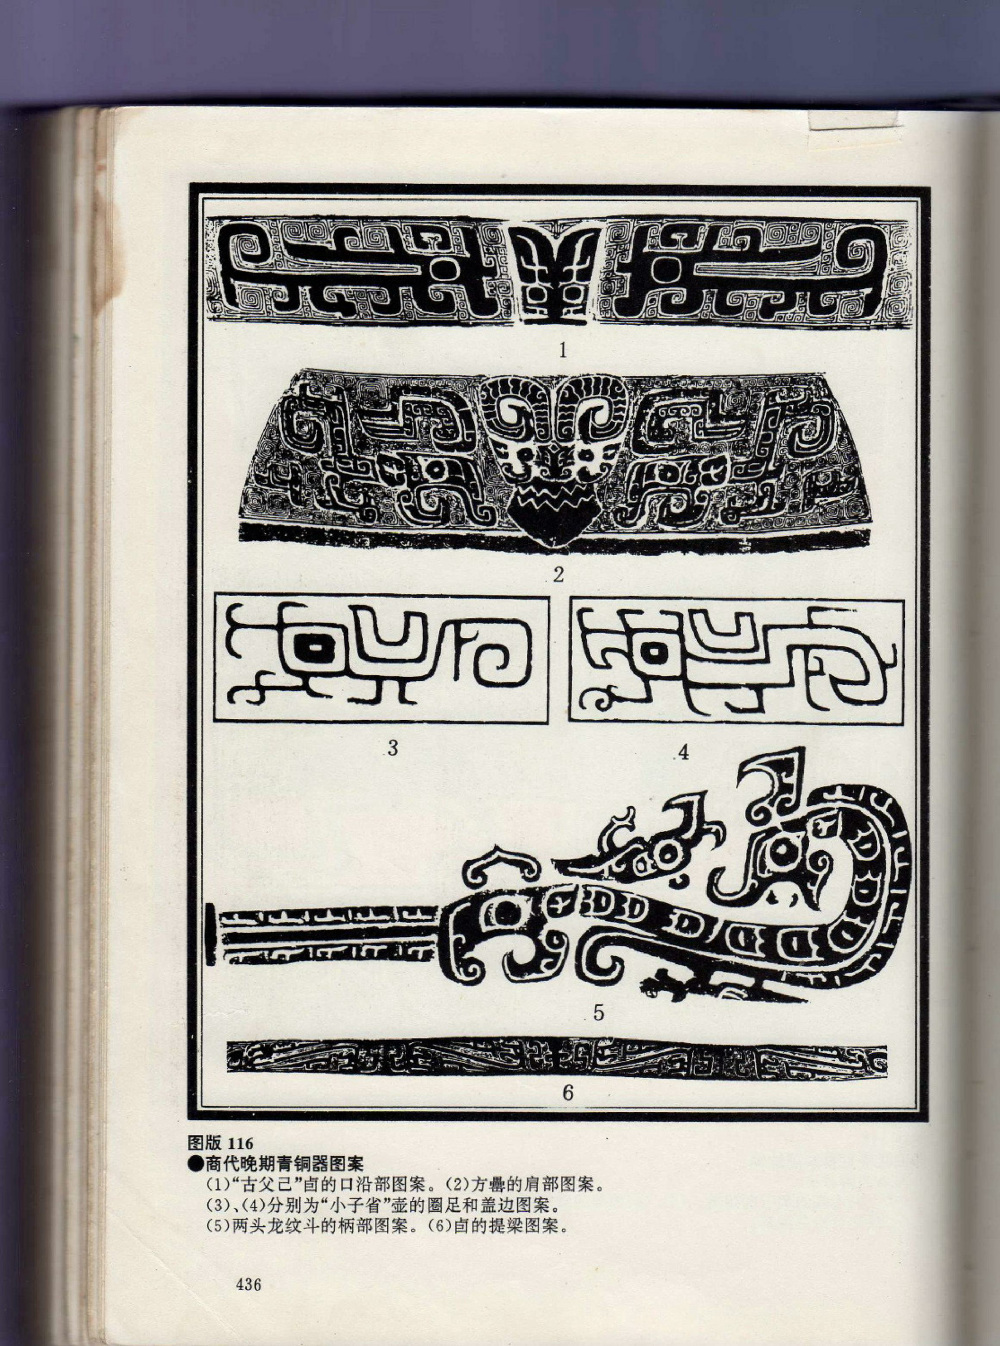 1
2
3
4
5
6
图版 116
●商代晚期青铜器图案
(1)“古父己”卣的口沿部图案。(2)方罍的肩部图案。
(3)、(4)分别为“小子省”壶的圈足和盖边图案。
(5)两头龙纹斗的柄部图案。(6)卣的提梁图案。
436